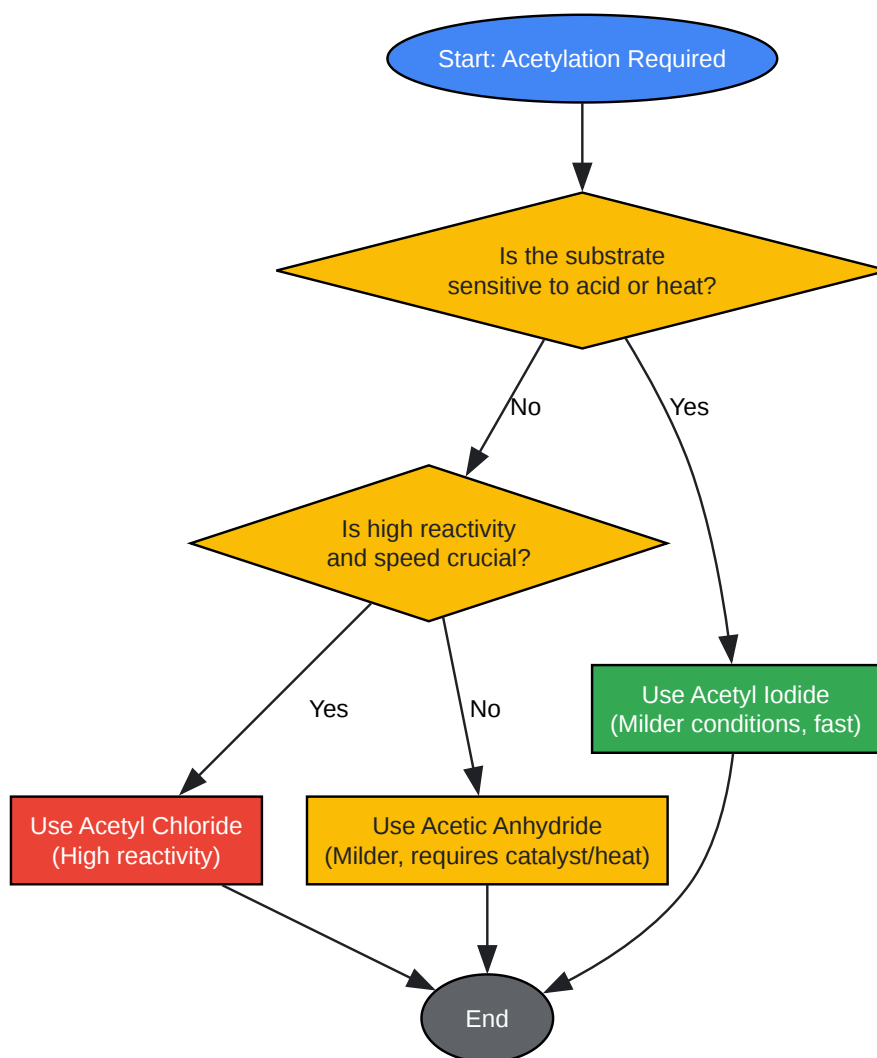 Start: Acetylation Required
Is the substrate
sensitive to acid or heat?
No
Yes
Is high reactivity
and speed crucial?
Yes
No
Use Acetyl Iodide
(Milder conditions, fast)
Use Acetyl Chloride
(High reactivity)
Use Acetic Anhydride
(Milder, requires catalyst/heat)
End